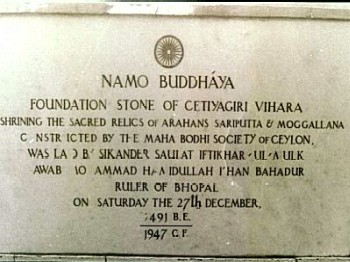 NAMO BUDDHÁYA
FOUNDATION STONE OF CETIYAGIRI VIHARA
SHRINING THE SACRED RELICS OF ARAHANS SARIPUTTA & MOGGALLANA
BY THE MAHA BODHI SOCIETY OF CEYLON,
WAS SIKANDER SAULAT IFTIKHAR
BAHADUR
RULER OF BHOPAL
ON SATURDAY THE 27th DECEMBER,
2491 B.E.
1947 C.E.